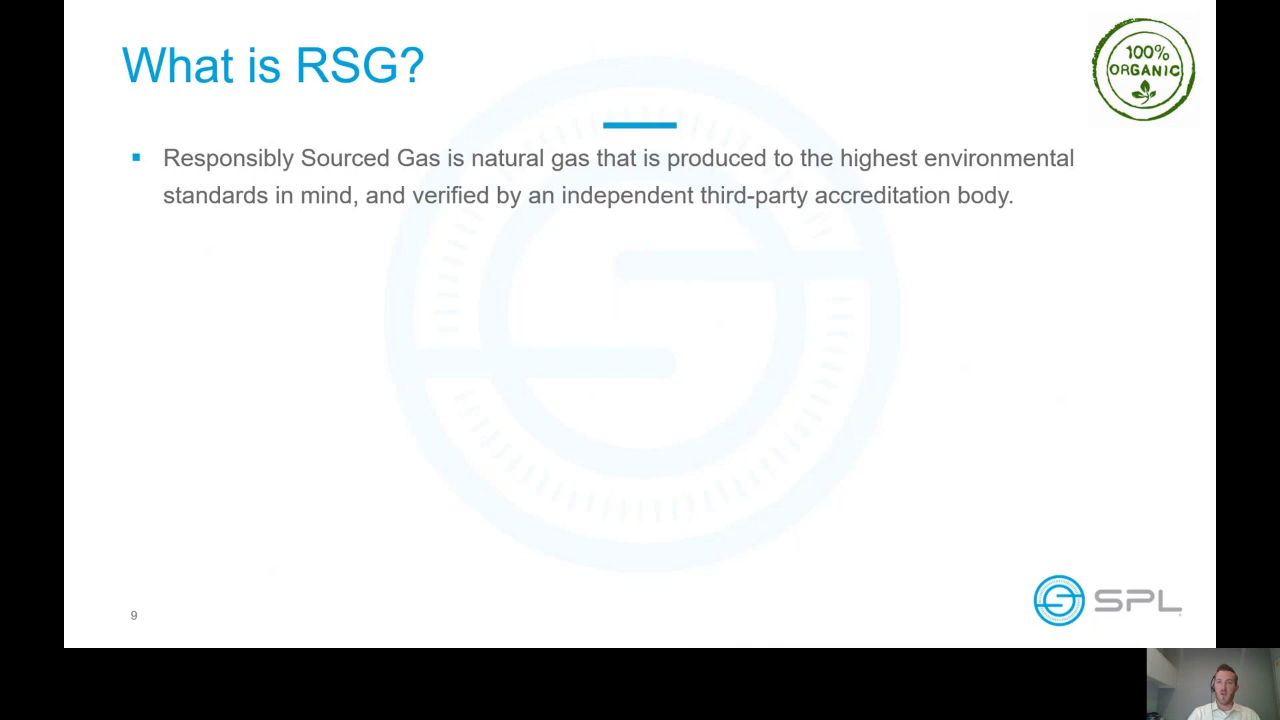 What is RSG?
100%
ORGANIC
Responsibly Sourced Gas is natural gas that is produced to the highest environmental
standards in mind, and verified by an independent third-party accreditation body.
9
SPL